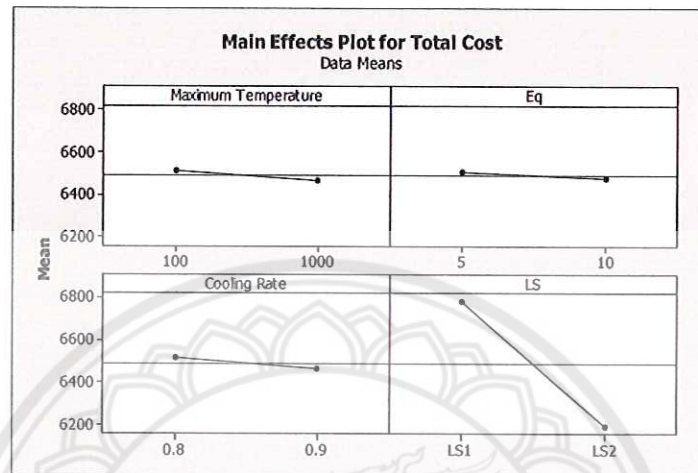 Main Effects Plot for Total Cost
Data Means
Maximum Temperature Eq
6800
6600
6400
6200
100 1000 5 10
Mean
Cooling Rate LS
6800
6600
6400
6200
0.8 0.9 LS1 LS2